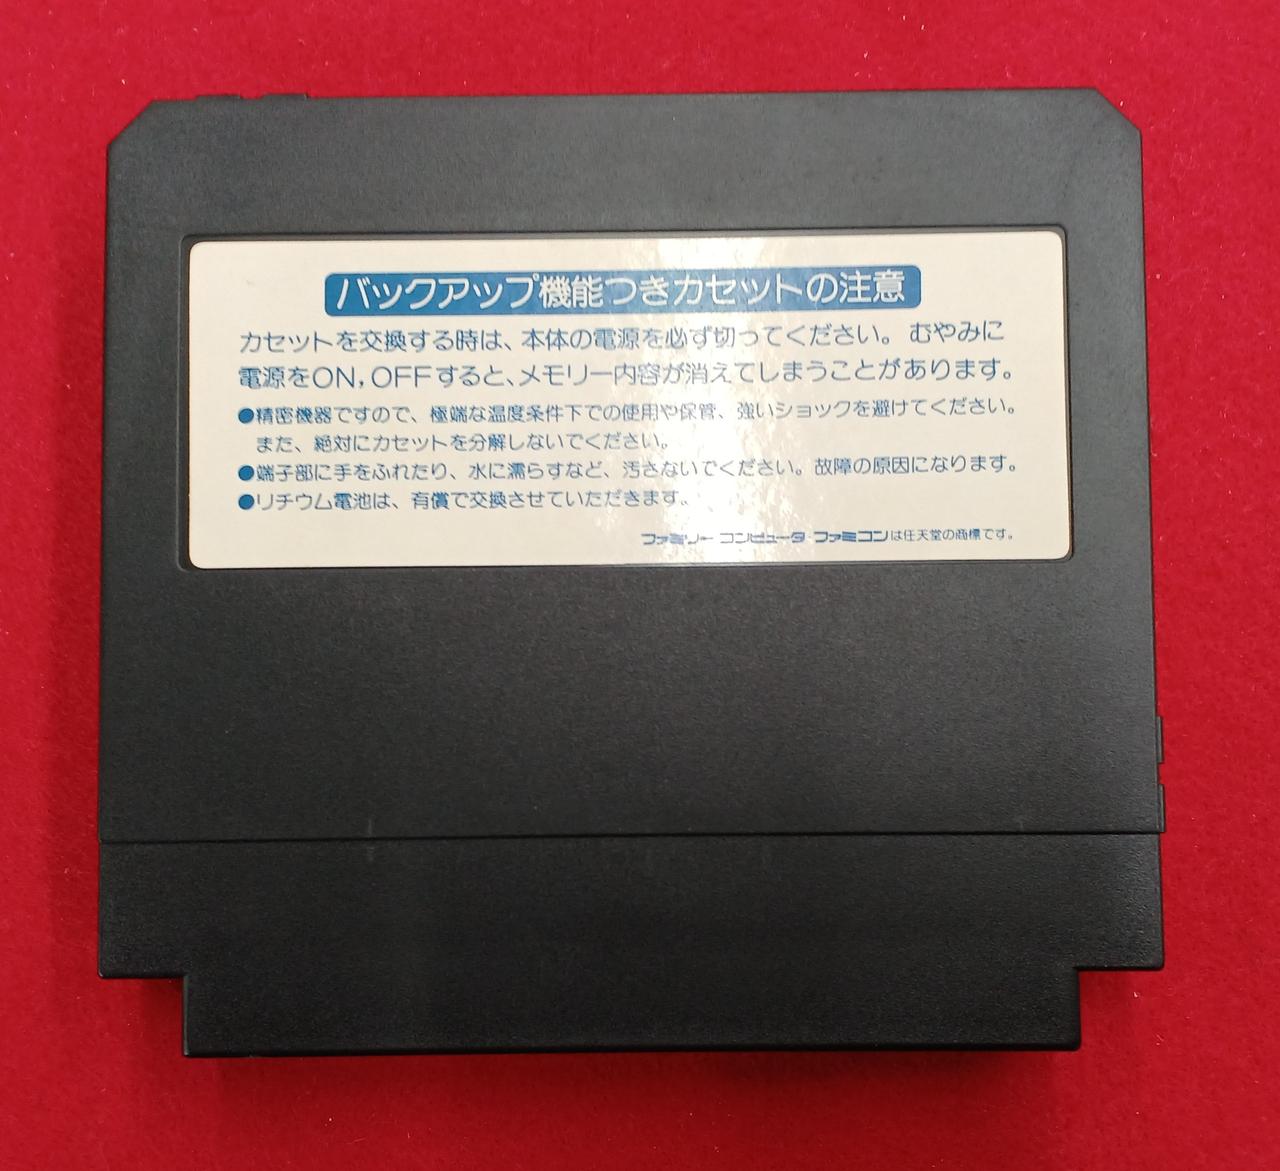 バックアップ機能つきカセットの注意
カセットを交換する時は、本体の電源を必ず切ってください。むやみに
電源をON,OFFすると、メモリー内容が消えてしまうことがあります。
●精密機器ですので、極端な温度条件下での使用や保管、強いショックを避けてください。
また、絶対にカセットを分解しないでください。
●端子部に手をふれたり、水に濡らすなど、汚さないでください。故障の原因になります。
●リチウム電池は、有償で交換させていただきます。
ファミリーコンピュータ・ファミコンは任天堂の商標です。